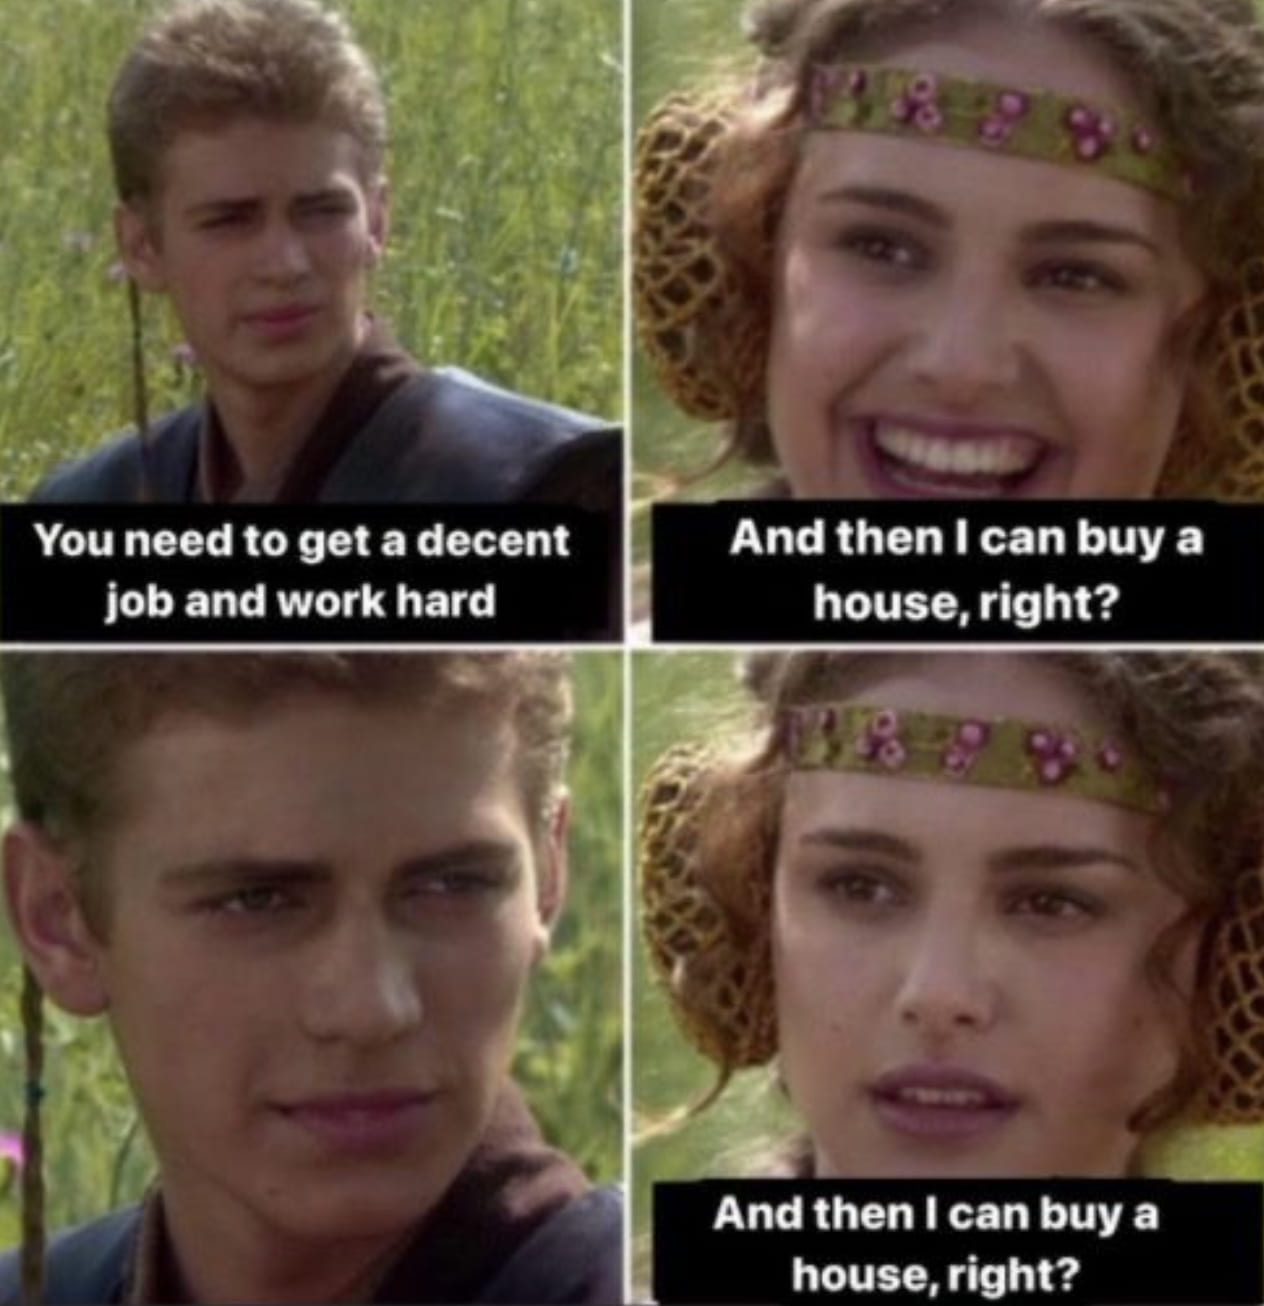 You need to get a decent
job and work hard
And then I can buy a
house, right?
And then I can buy a
house, right?